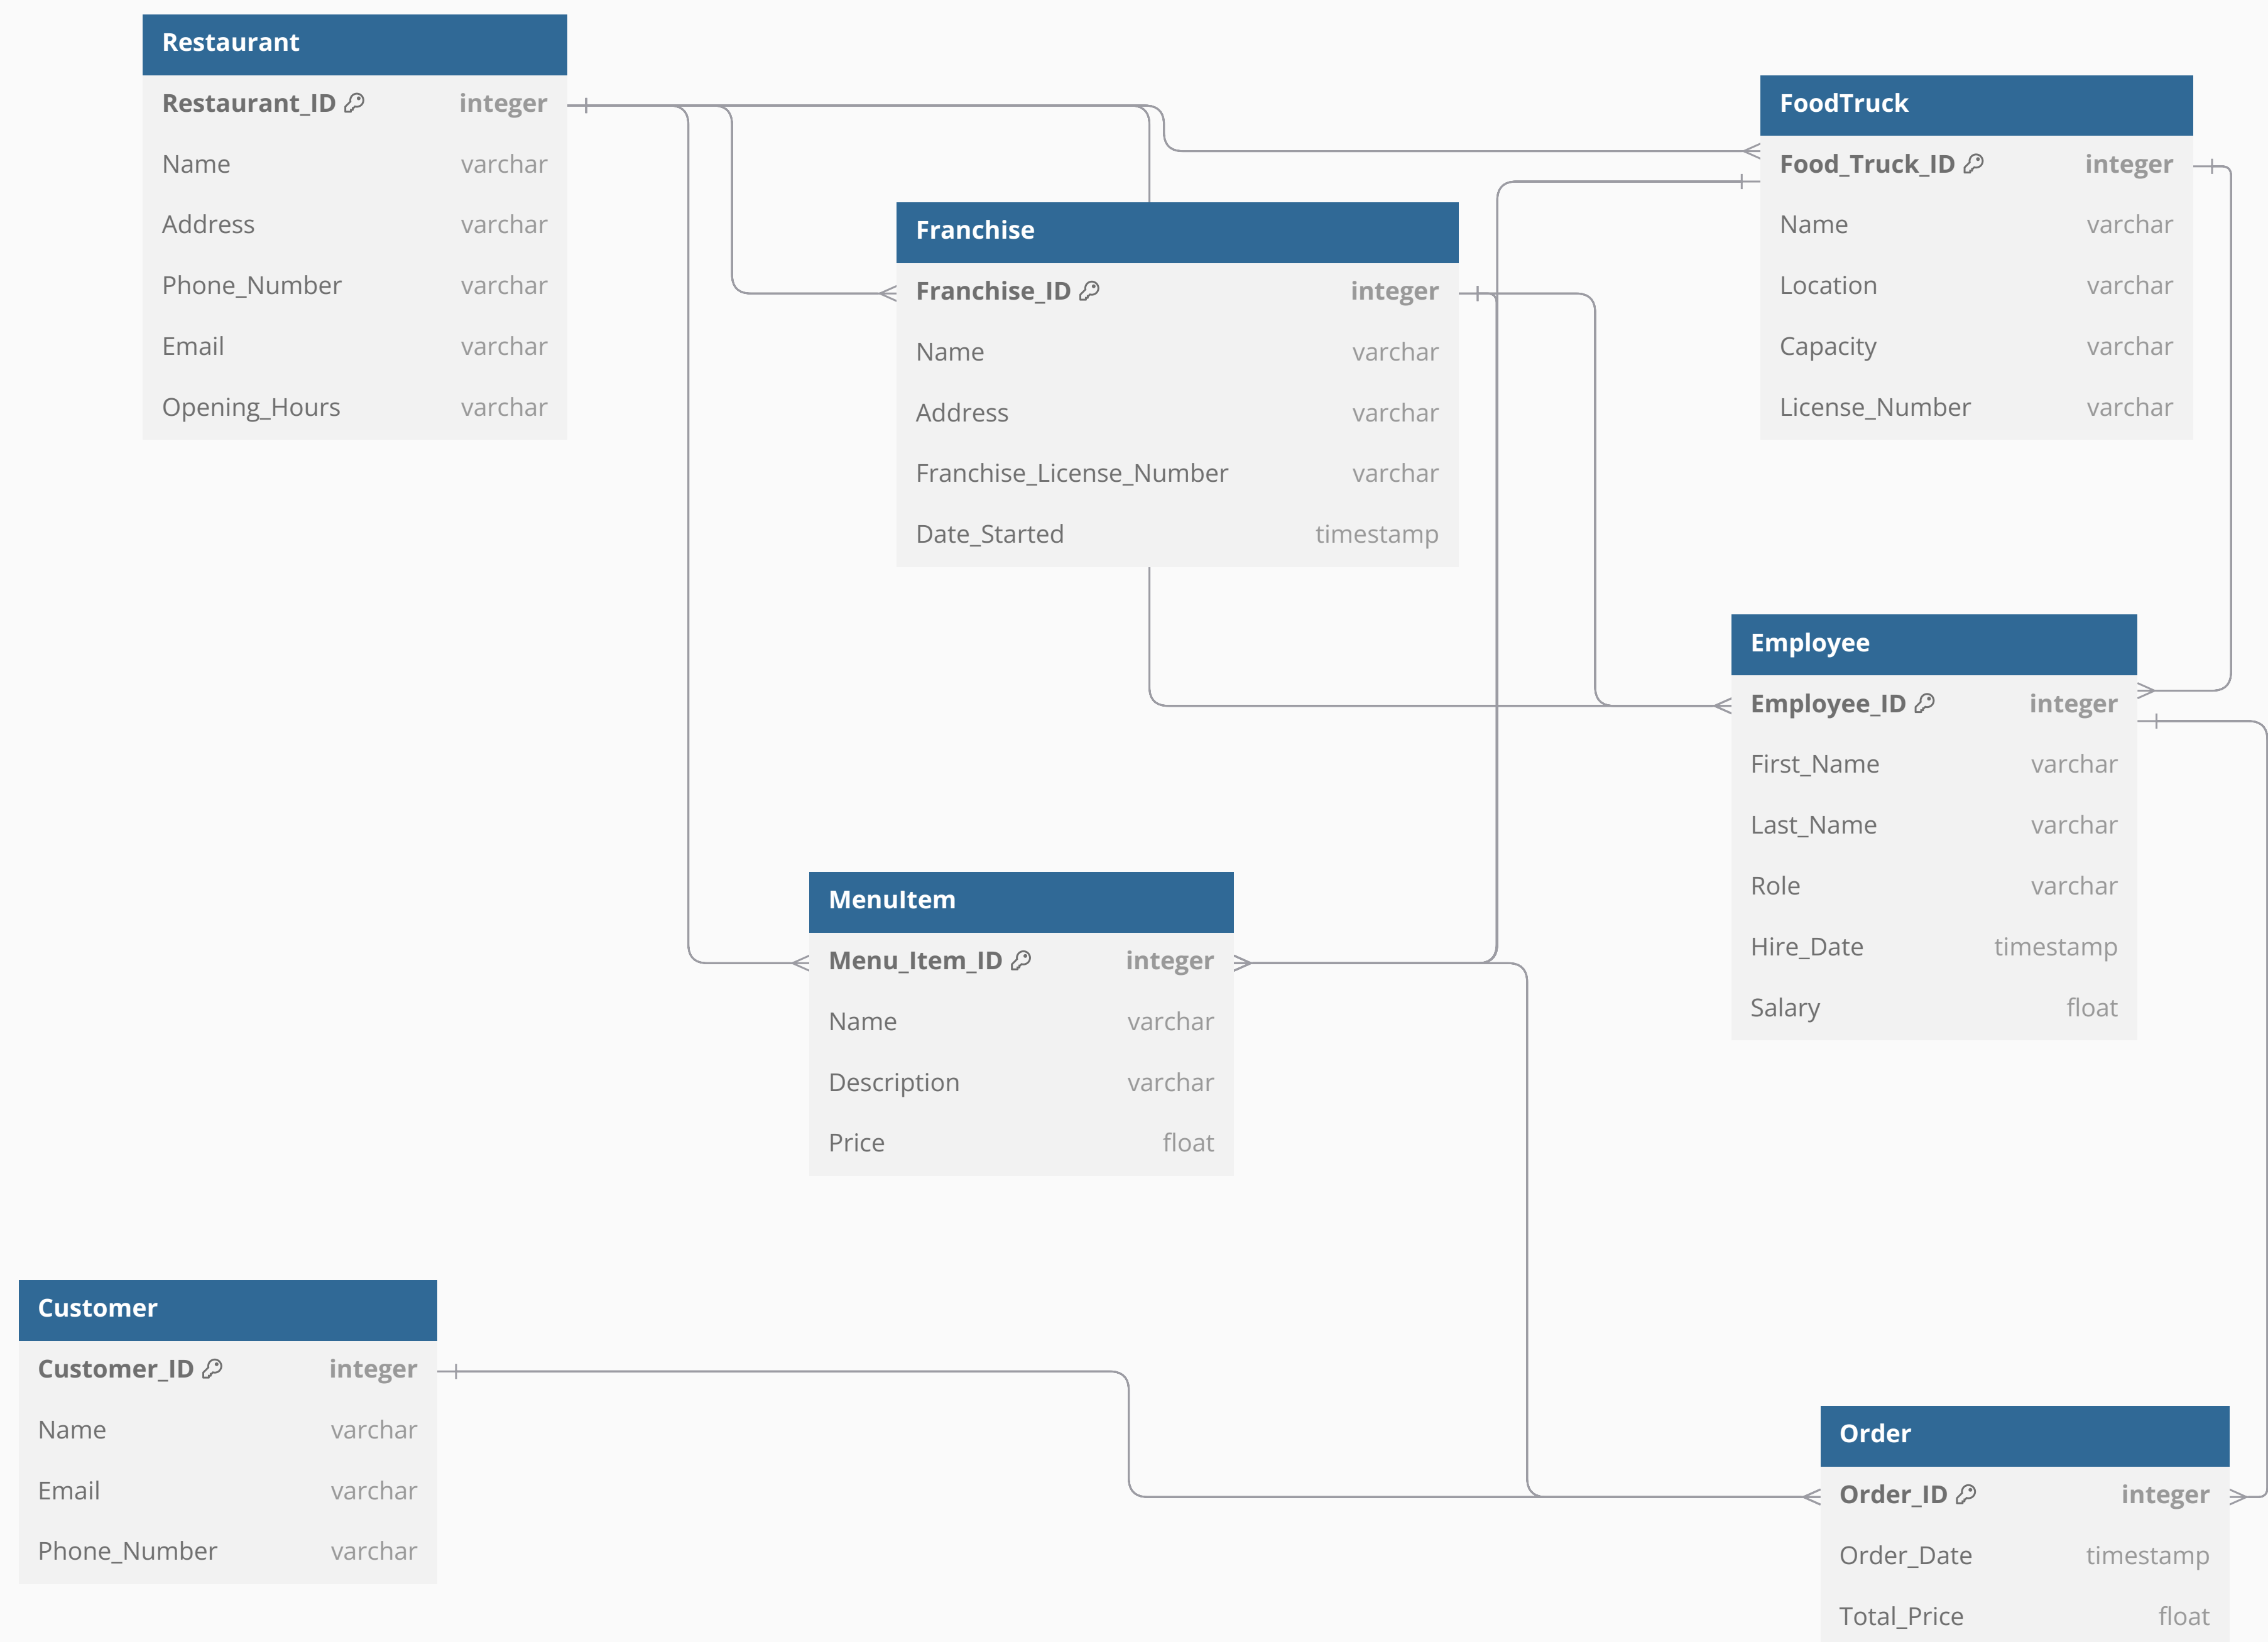 Restaurant
Restaurant_ID integer
Name varchar
Address varchar
Phone_Number varchar
Email varchar
Opening_Hours varchar
FoodTruck
Food_Truck_ID integer
Name varchar
Location varchar
Capacity varchar
License_Number varchar
Franchise
Franchise_ID integer
Name varchar
Address varchar
Franchise_License_Number varchar
Date_Started timestamp
Employee
Employee_ID integer
First_Name varchar
Last_Name varchar
Role varchar
Hire_Date timestamp
Salary float
MenuItem
Menu_Item_ID integer
Name varchar
Description varchar
Price float
Customer
Customer_ID integer
Name varchar
Email varchar
Phone_Number varchar
Order
Order_ID integer
Order_Date timestamp
Total_Price float